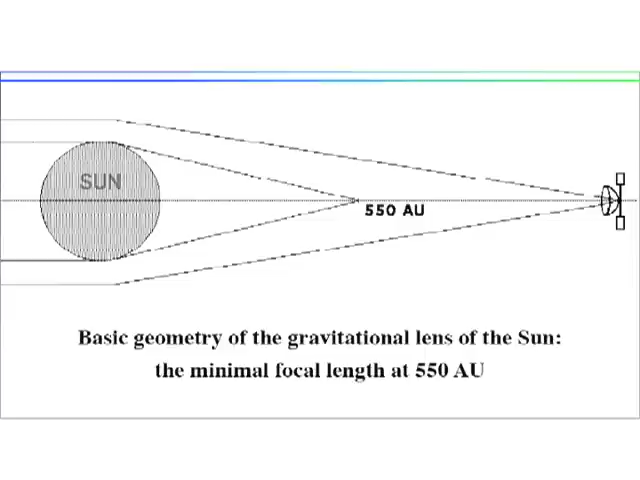 SUN
550 AU
Basic geometry of the gravitational lens of the Sun:
the minimal focal length at 550 AU